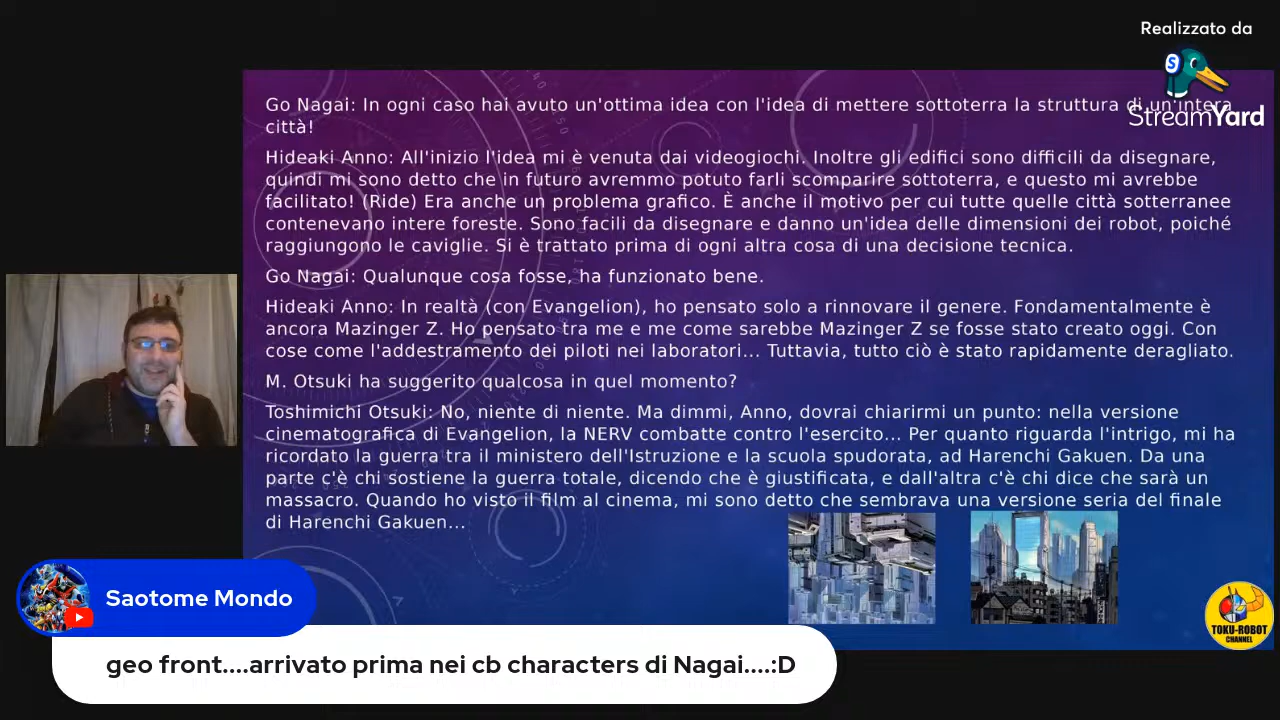 Realizzato da
StreamYard
Go Nagai: In ogni caso hai avuto un'ottima idea con l'idea di mettere sottoterra la struttura di un'intera
città!
Hideaki Anno: All'inizio l'idea mi è venuta dai videogiochi. Inoltre gli edifici sono difficili da disegnare,
quindi mi sono detto che in futuro avremmo potuto farli scomparire sottoterra, e questo mi avrebbe
facilitato! (Ride) Era anche un problema grafico. È anche il motivo per cui tutte quelle città sotterranee
contenevano intere foreste. Sono facili da disegnare e danno un'idea delle dimensioni dei robot, poiché
raggiungono le caviglie. Si è trattato prima di ogni altra cosa di una decisione tecnica.
Go Nagai: Qualunque cosa fosse, ha funzionato bene.
Hideaki Anno: In realtà (con Evangelion), ho pensato solo a rinnovare il genere. Fondamentalmente è
ancora Mazinger Z. Ho pensato tra me e me come sarebbe Mazinger Z se fosse stato creato oggi. Con
cose come l'addestramento dei piloti nei laboratori... Tuttavia, tutto ciò è stato rapidamente deragliato.
M. Otsuki ha suggerito qualcosa in quel momento?
Toshimichi Otsuki: No, niente di niente. Ma dimmi, Anno, dovrai chiarirmi un punto: nella versione
cinematografica di Evangelion, la NERV combatte contro l'esercito... Per quanto riguarda l'intrigo, mi ha
ricordato la guerra tra il ministero dell'Istruzione e la scuola spudorata, ad Harenchi Gakuen. Da una
parte c'è chi sostiene la guerra totale, dicendo che è giustificata, e dall'altra c'è chi dice che sarà un
massacro. Quando ho visto il film al cinema, mi sono detto che sembrava una versione seria del finale
di Harenchi Gakuen...
Saotome Mondo
geo front....arrivato prima nei cb characters di Nagai....:D
TOKU-ROBOT
CHANNEL